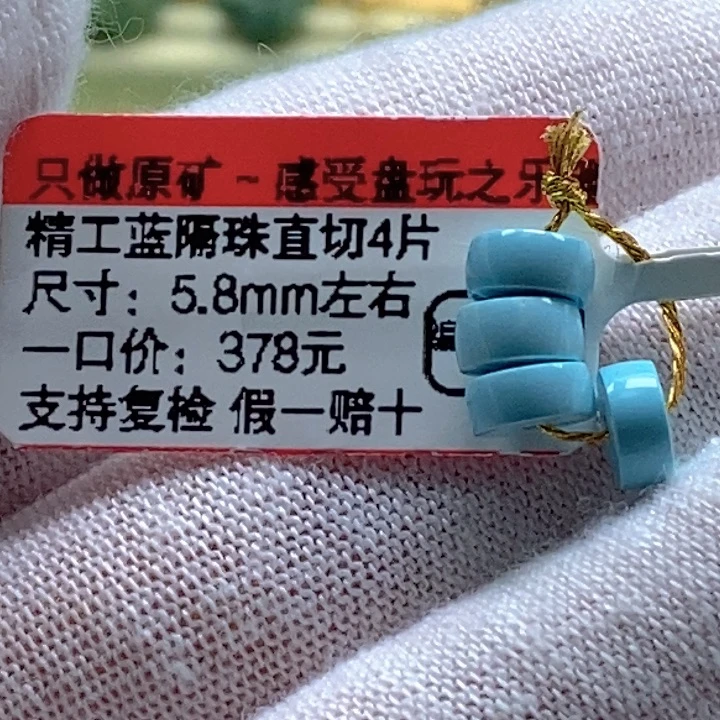 只做原矿 ~ 感受盘玩之乐
精工蓝隔珠直切4片
尺寸：5.8mm左右
一口价：378元
编
支持复检 假一赔十